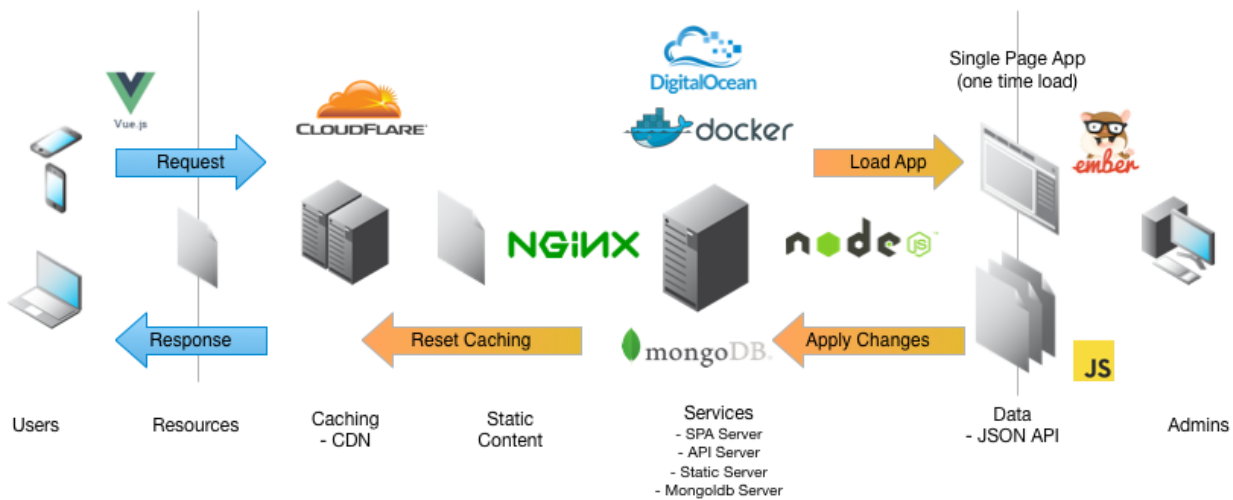 Vue.js
CLOUDFLARE
DigitalOcean
docker
Single Page App
(one time load)
ember
Request
Load App
NGiNX
node
JS
Response
Reset Caching
mongoDB
Apply Changes
JS
Users
Resources
Caching
- CDN
Static
Content
Services
- SPA Server
- API Server
- Static Server
- Mongoldb Server
Data
- JSON API
Admins